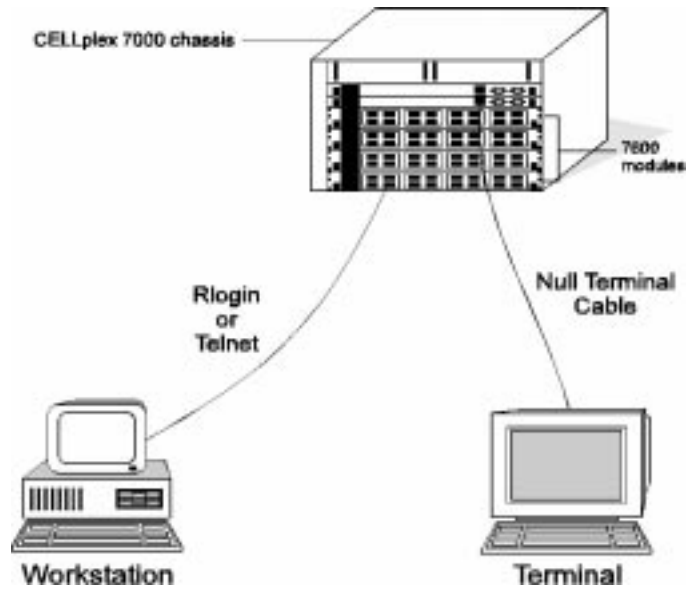 CELLplex 7000 chassis
7600
modules
Rlogin
or
Telnet
Null Terminal
Cable
Workstation
Terminal